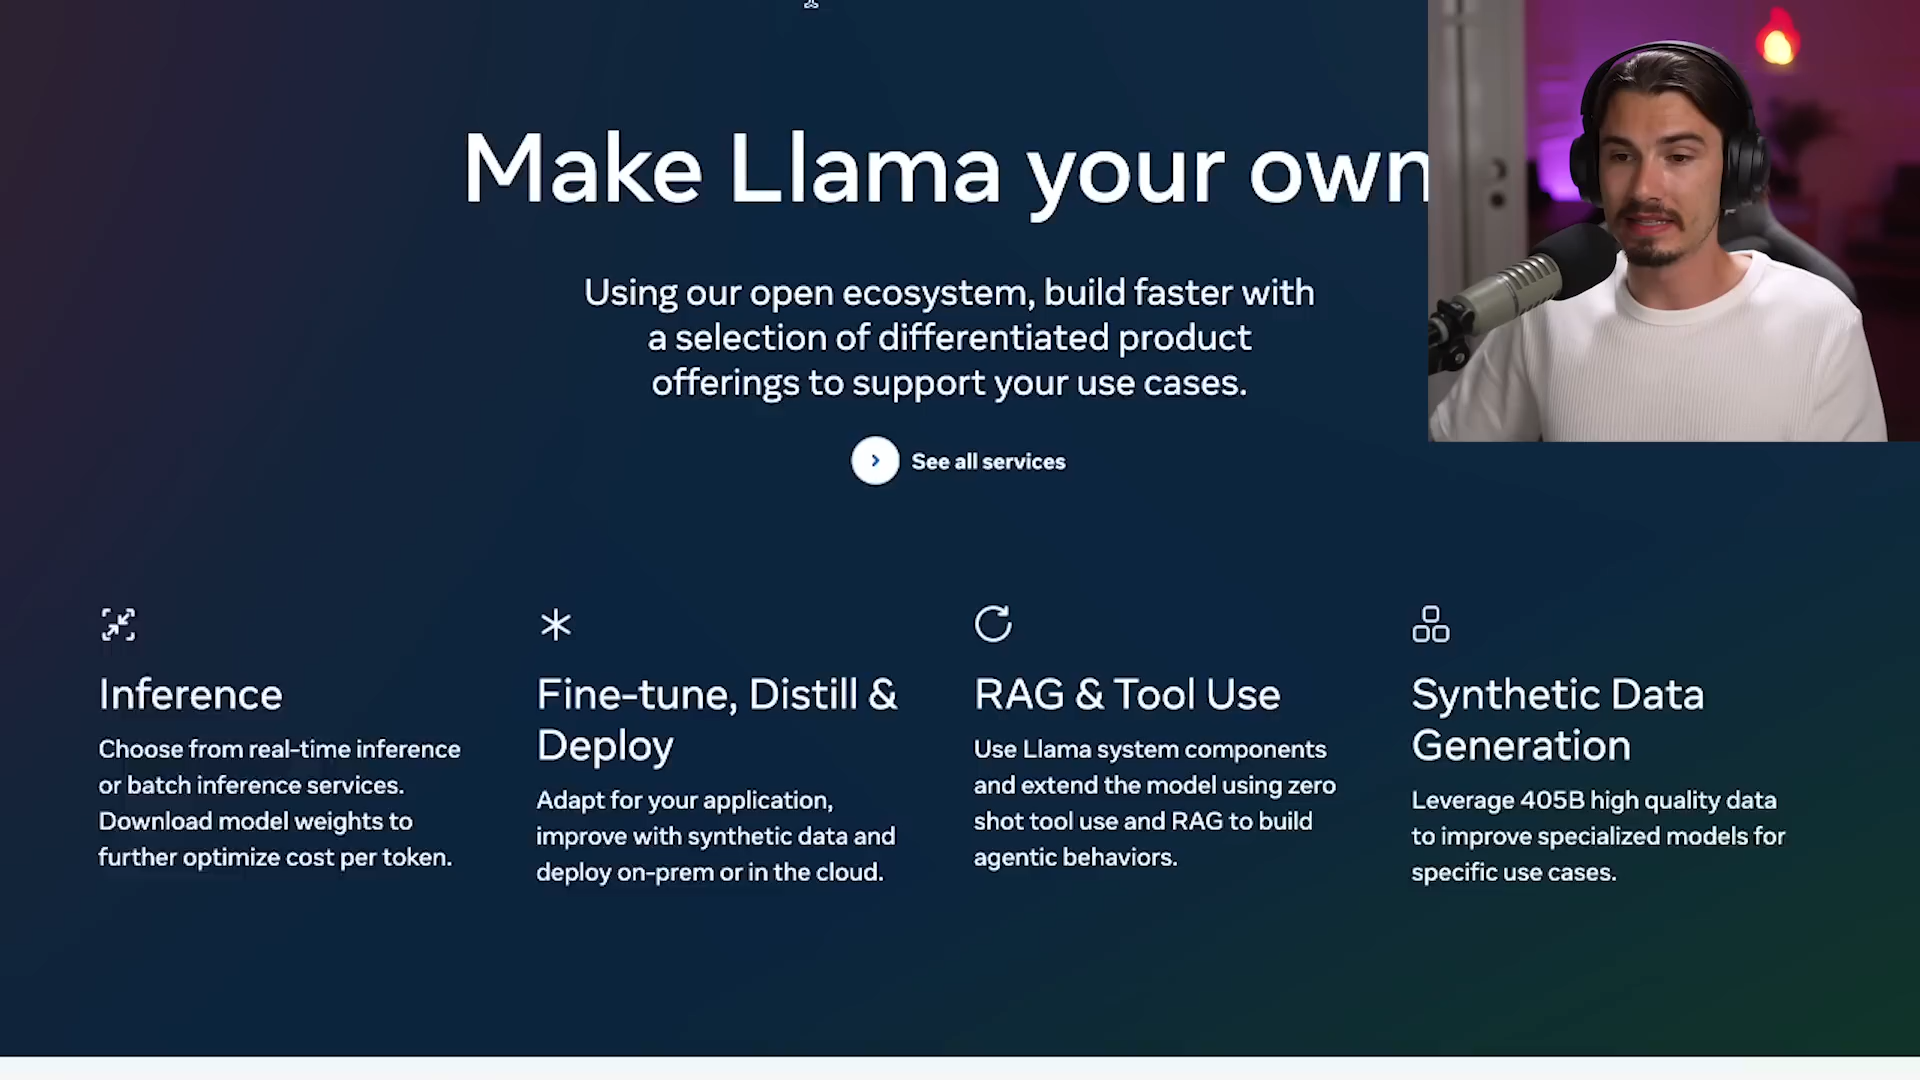 Make Llama your own
Using our open ecosystem, build faster with
a selection of differentiated product
offerings to support your use cases.
See all services
Inference
Choose from real-time inference
or batch inference services.
Download model weights to
further optimize cost per token.
Fine-tune, Distill &
Deploy
Adapt for your application,
improve with synthetic data and
deploy on-prem or in the cloud.
RAG & Tool Use
Use Llama system components
and extend the model using zero
shot tool use and RAG to build
agentic behaviors.
Synthetic Data
Generation
Leverage 405B high quality data
to improve specialized models for
specific use cases.